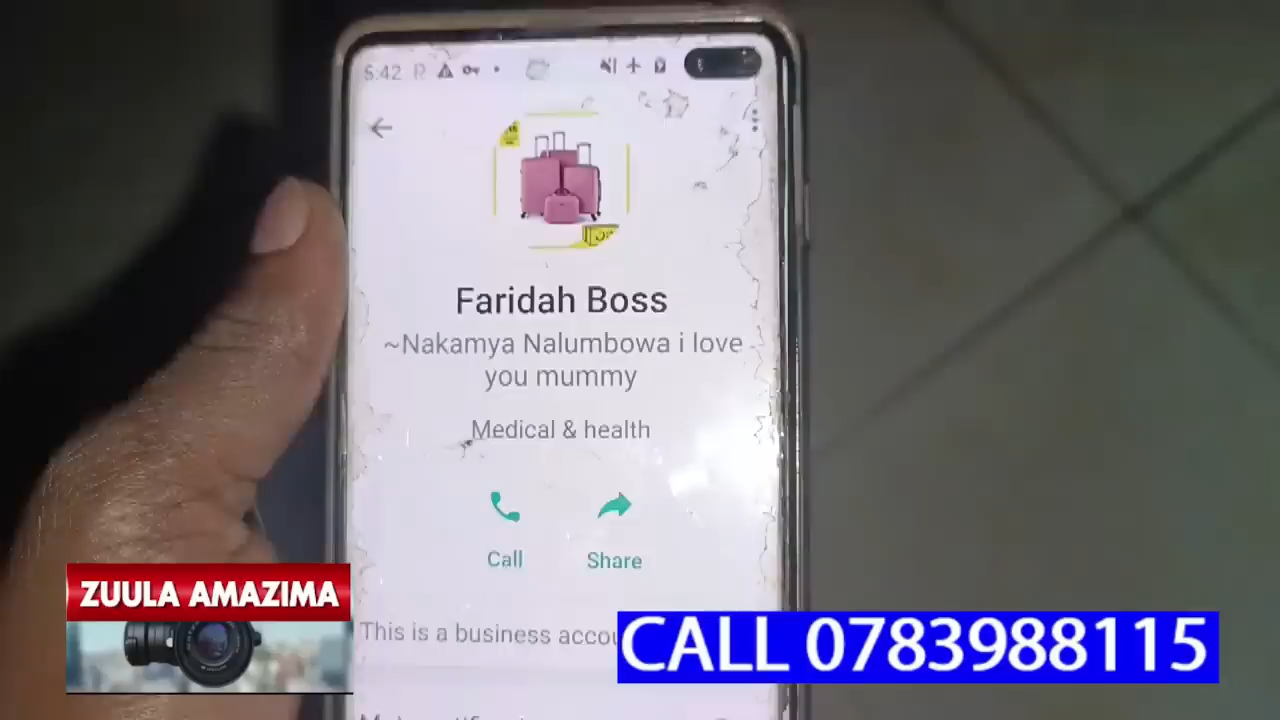 5:42
Faridah Boss
~Nakamya Nalumbowa i love
you mummy
Medical & health
Call
Share
This is a business accou
ZUULA AMAZIMA
CALL 0783988115